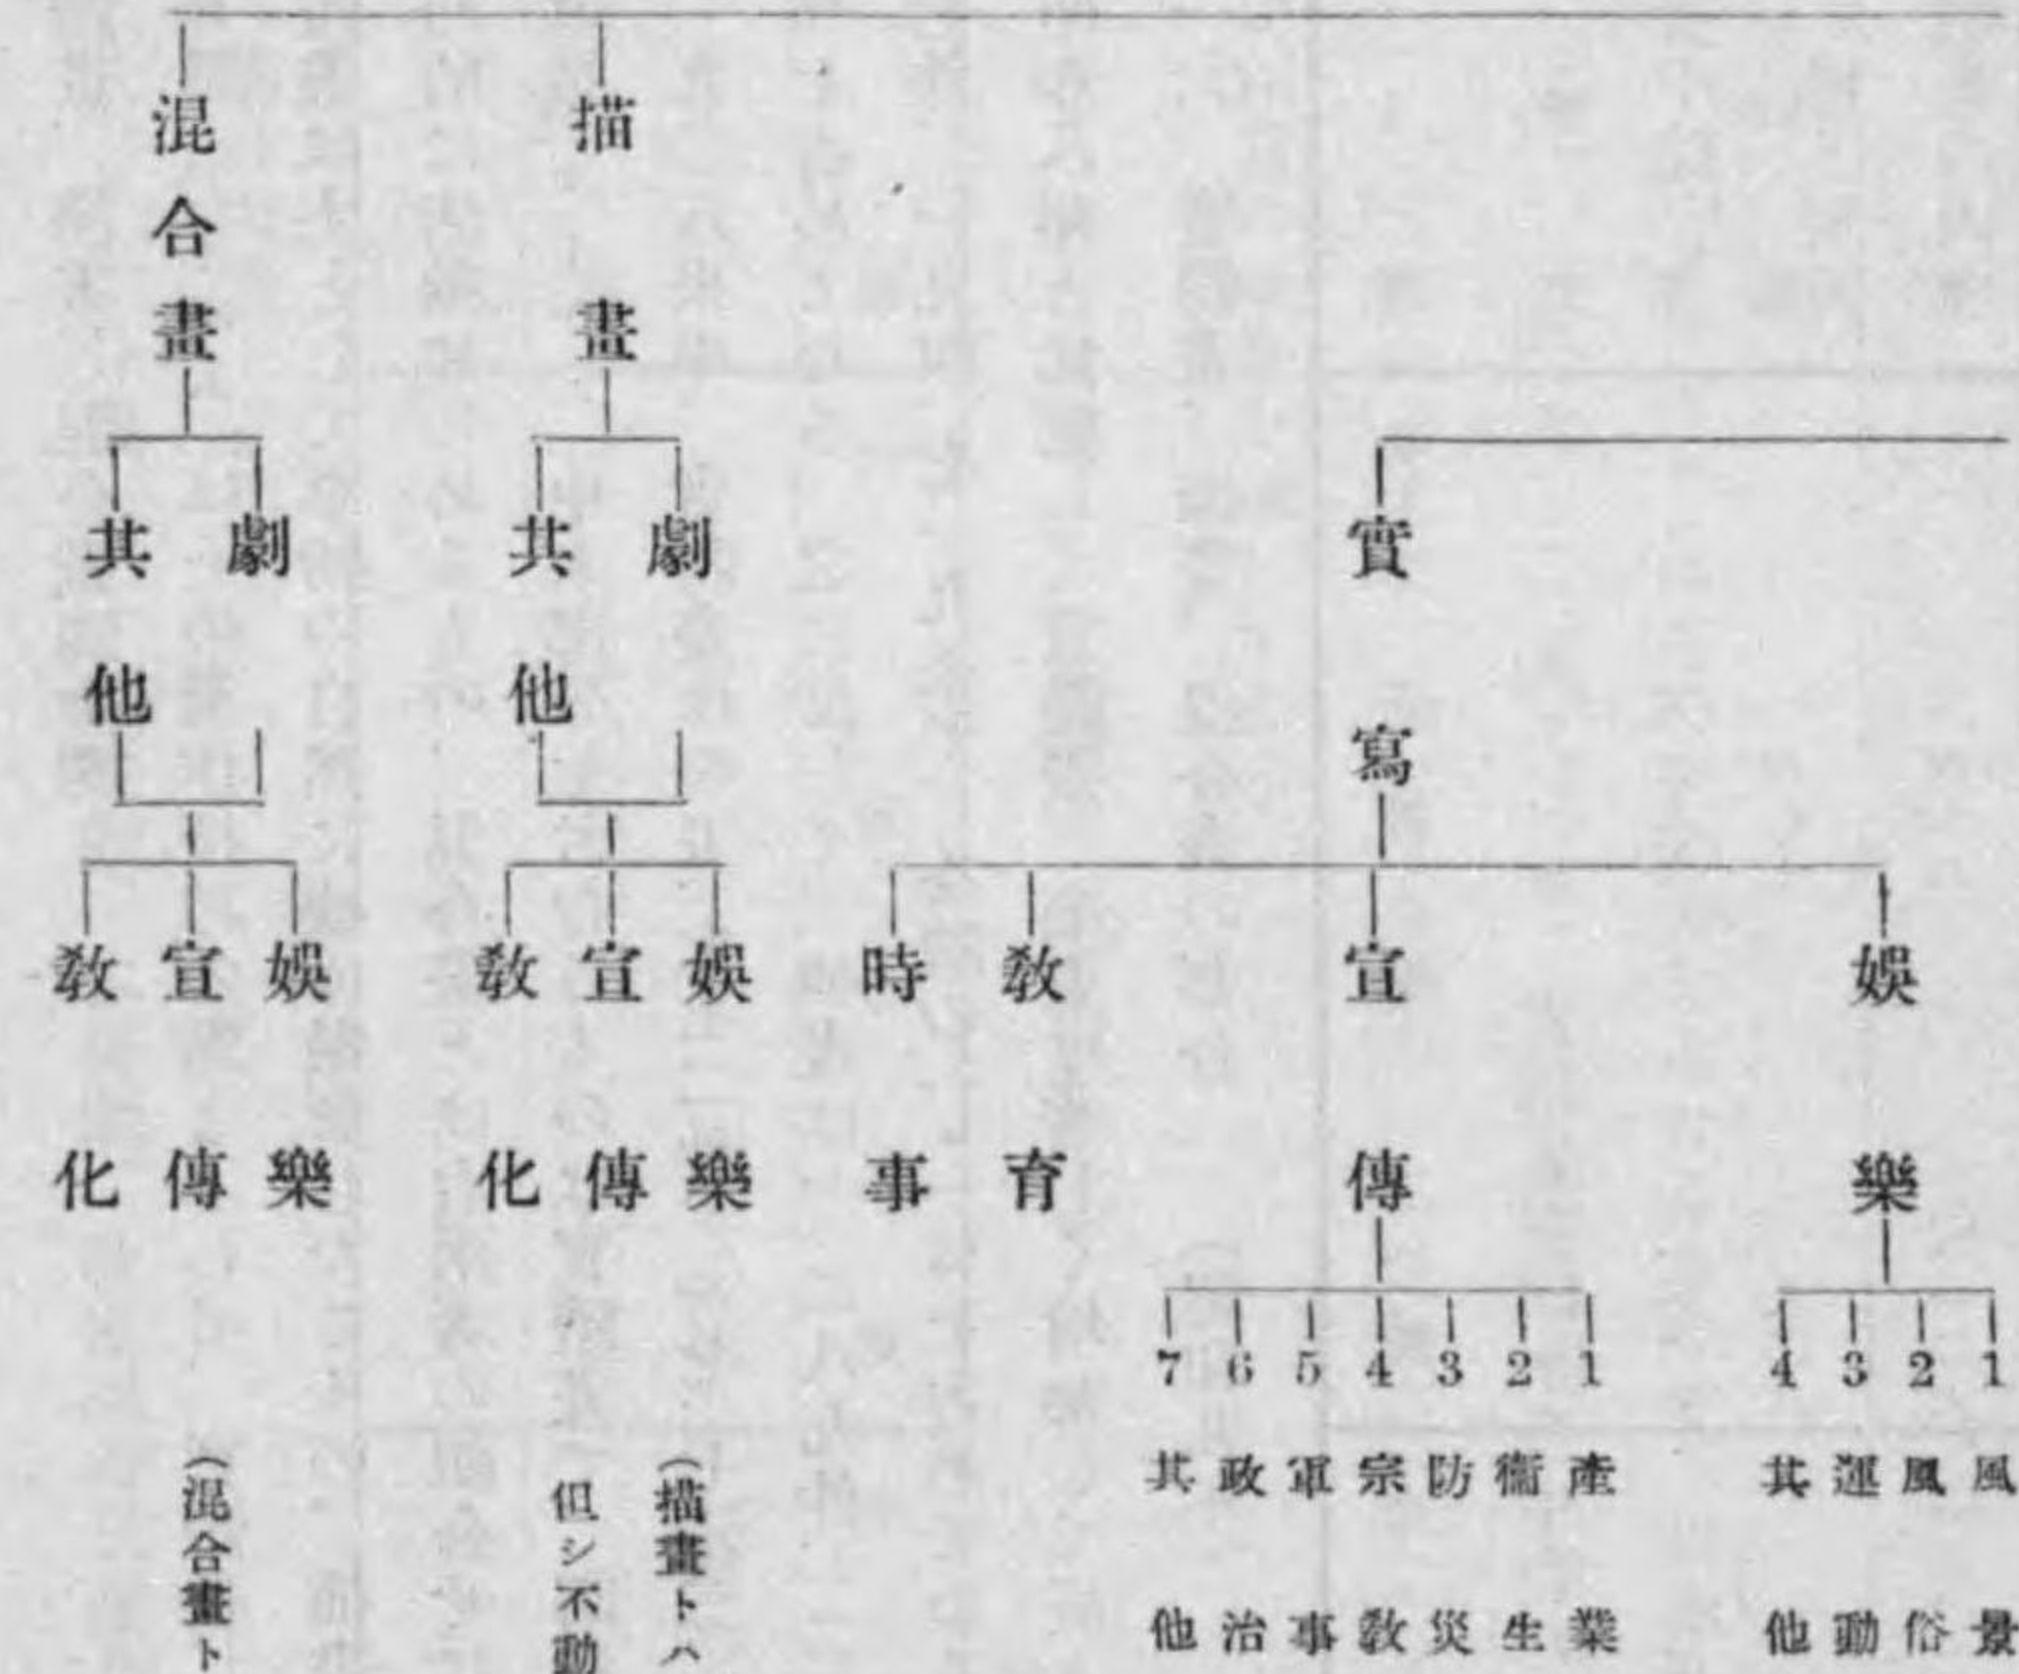 實寫
娛樂
1 風景
2 風俗
3 運動
4 其他
宣傳
1 產業
2 衞生
3 防災
4 宗教
5 軍事
6 政治
7 其他
教育
時事
描畫
劇
其他
娛樂
宣傳
教化
(描畫トハ
但シ不動
混合畫
劇
其他
娛樂
宣傳
教化
(混合畫ト